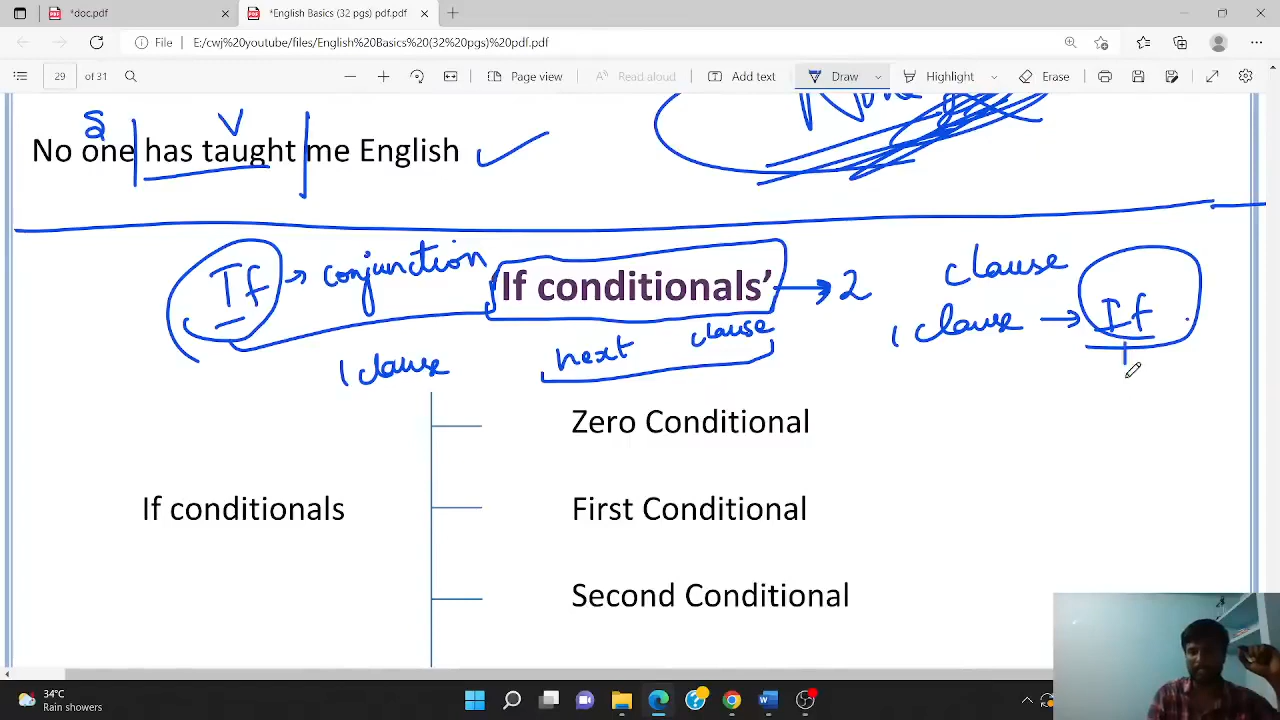 *doc.pdf
*English Basics (32 pgs) pdf.pdf
File E:/cwj%20youtube/files/English%20Basics%20(32%20pgs)%20pdf.pdf
29 of 31 Page view Read aloud Add text Draw Highlight Erase
S V
No one has taught me English
If → conjunction 'If conditionals' → 2 clause
1 clause → If
1 clause next clause
Zero Conditional
If conditionals First Conditional
Second Conditional
34°C
Rain showers